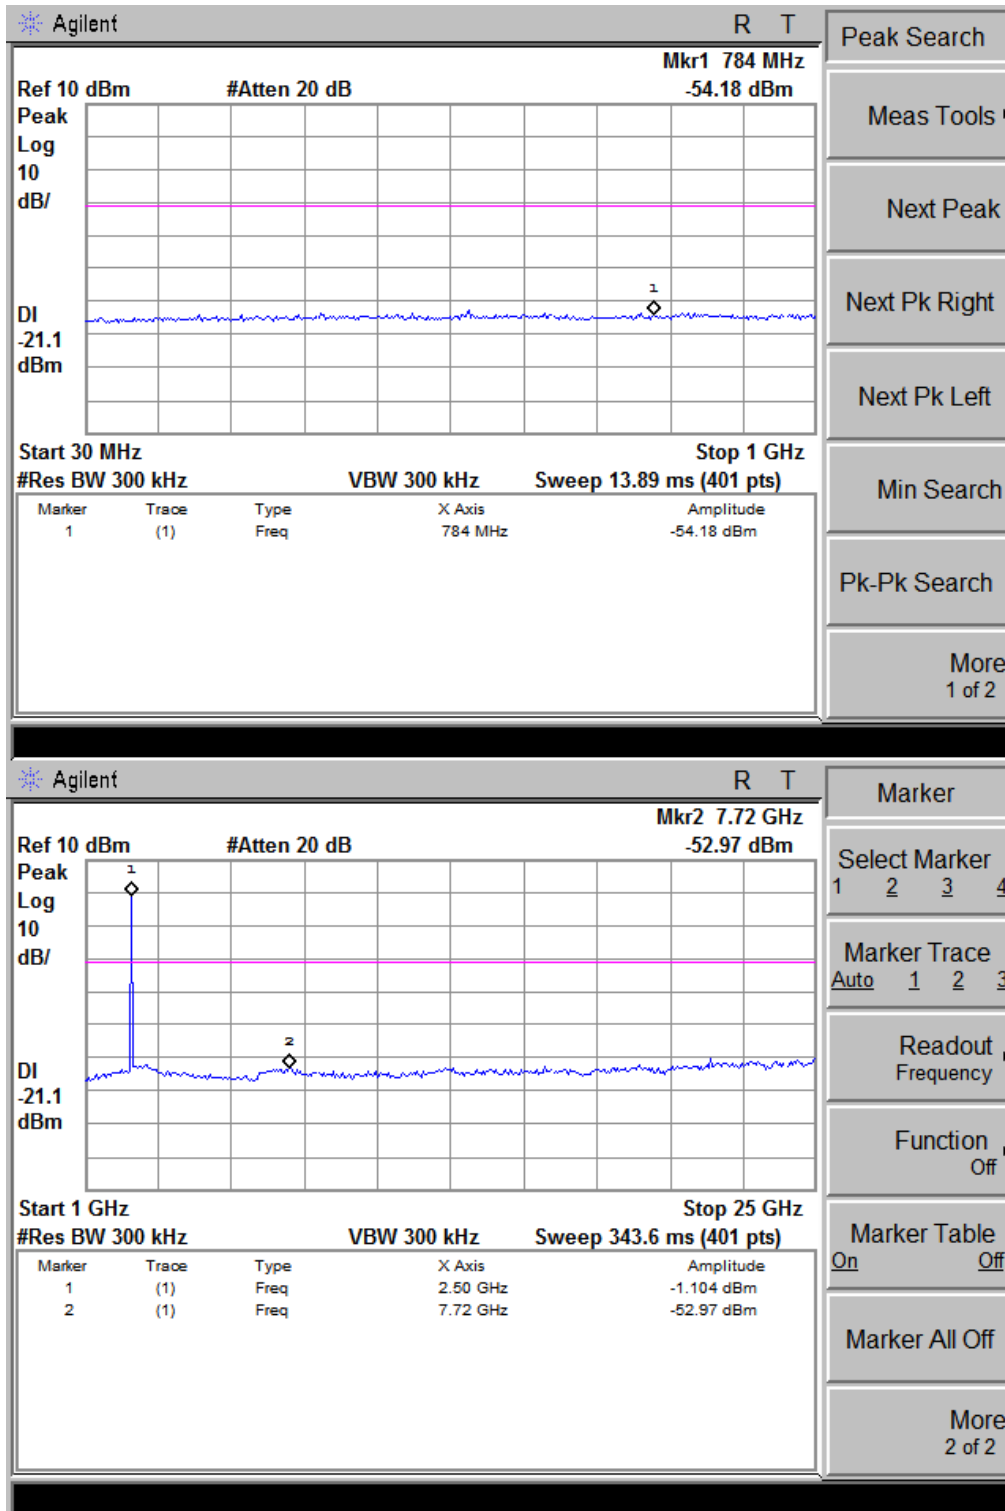 Agilent R T
Peak Search
Mkr1 784 MHz
Ref 10 dBm #Atten 20 dB -54.18 dBm
Peak
Log
10
dB/
1
DI
-21.1
dBm
Start 30 MHz Stop 1 GHz
#Res BW 300 kHz VBW 300 kHz Sweep 13.89 ms (401 pts)
Marker Trace Type X Axis Amplitude
1 (1) Freq 784 MHz -54.18 dBm
Meas Tools
Next Peak
Next Pk Right
Next Pk Left
Min Search
Pk-Pk Search
More
1 of 2
Agilent R T
Marker
Mkr2 7.72 GHz
Ref 10 dBm #Atten 20 dB -52.97 dBm
Peak
Log
10
dB/
1
2
DI
-21.1
dBm
Start 1 GHz Stop 25 GHz
#Res BW 300 kHz VBW 300 kHz Sweep 343.6 ms (401 pts)
Marker Trace Type X Axis Amplitude
1 (1) Freq 2.50 GHz -1.104 dBm
2 (1) Freq 7.72 GHz -52.97 dBm
Select Marker
1 2 3 4
Marker Trace
Auto 1 2 3
Readout
Frequency
Function
Off
Marker Table
On Off
Marker All Off
More
2 of 2